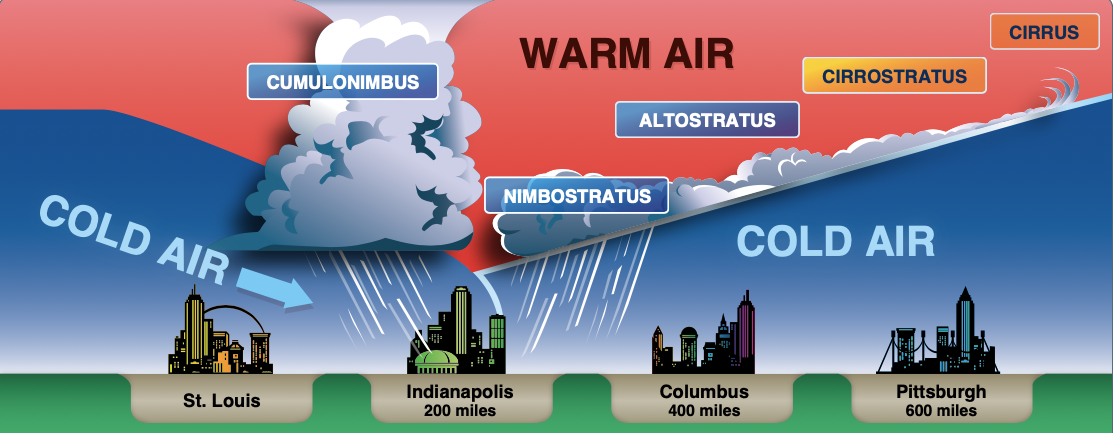 CIRRUS
WARM AIR
CIRROSTRATUS
CUMULONIMBUS
ALTOSTRATUS
NIMBOSTRATUS
COLD AIR
COLD AIR
St. Louis
Indianapolis
200 miles
Columbus
400 miles
Pittsburgh
600 miles